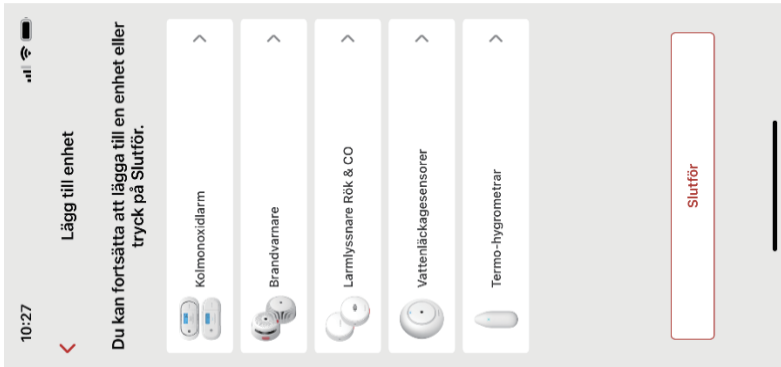 10:27
Lägg till enhet
Du kan fortsätta att lägga till en enhet eller
tryck på Slutför.
Kolmonoxidlarm
Brandvarnare
Larmlyssnare Rök & CO
Vattenläckagesensorer
Termo-hygrometrar
Slutför